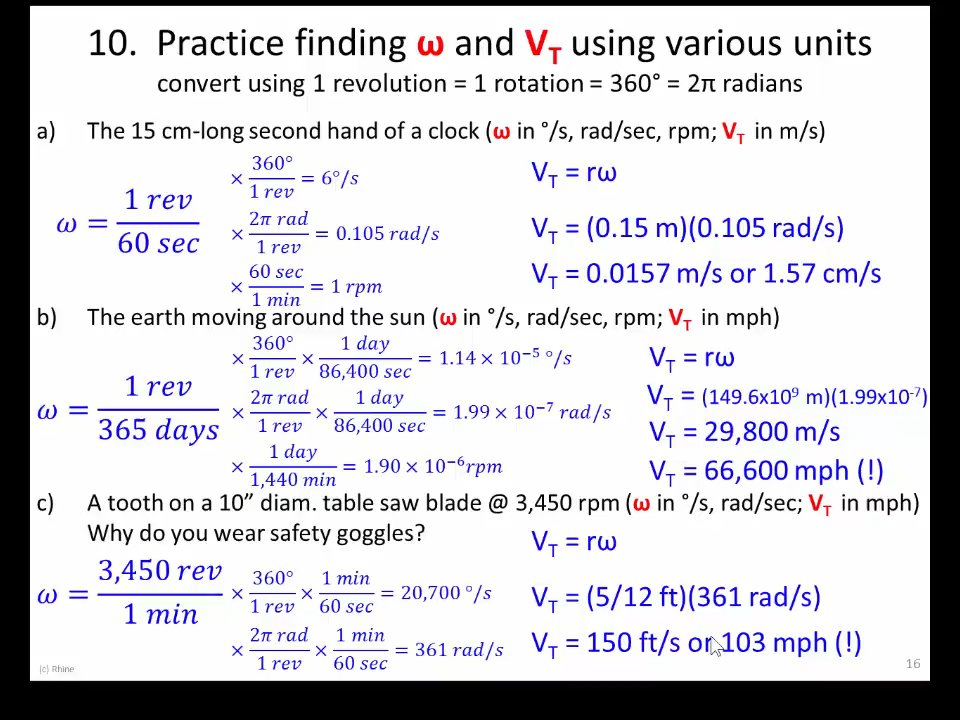 10. Practice finding ω and V_T using various units
convert using 1 revolution = 1 rotation = 360° = 2π radians
a) The 15 cm-long second hand of a clock (ω in °/s, rad/sec, rpm; V_T in m/s)
ω = 1 rev / 60 sec
× 360° / 1 rev = 6°/s
× 2π rad / 1 rev = 0.105 rad/s
× 60 sec / 1 min = 1 rpm
V_T = rω
V_T = (0.15 m)(0.105 rad/s)
V_T = 0.0157 m/s or 1.57 cm/s
b) The earth moving around the sun (ω in °/s, rad/sec, rpm; V_T in mph)
ω = 1 rev / 365 days
× 360° / 1 rev × 1 day / 86,400 sec = 1.14 × 10⁻⁵ °/s
× 2π rad / 1 rev × 1 day / 86,400 sec = 1.99 × 10⁻⁷ rad/s
× 1 day / 1,440 min = 1.90 × 10⁻⁶ rpm
V_T = rω
V_T = (149.6x10⁹ m)(1.99x10⁻⁷)
V_T = 29,800 m/s
V_T = 66,600 mph (!)
c) A tooth on a 10” diam. table saw blade @ 3,450 rpm (ω in °/s, rad/sec; V_T in mph)
Why do you wear safety goggles?
ω = 3,450 rev / 1 min
× 360° / 1 rev × 1 min / 60 sec = 20,700 °/s
× 2π rad / 1 rev × 1 min / 60 sec = 361 rad/s
V_T = rω
V_T = (5/12 ft)(361 rad/s)
V_T = 150 ft/s or 103 mph (!)
(c) Rhine
16